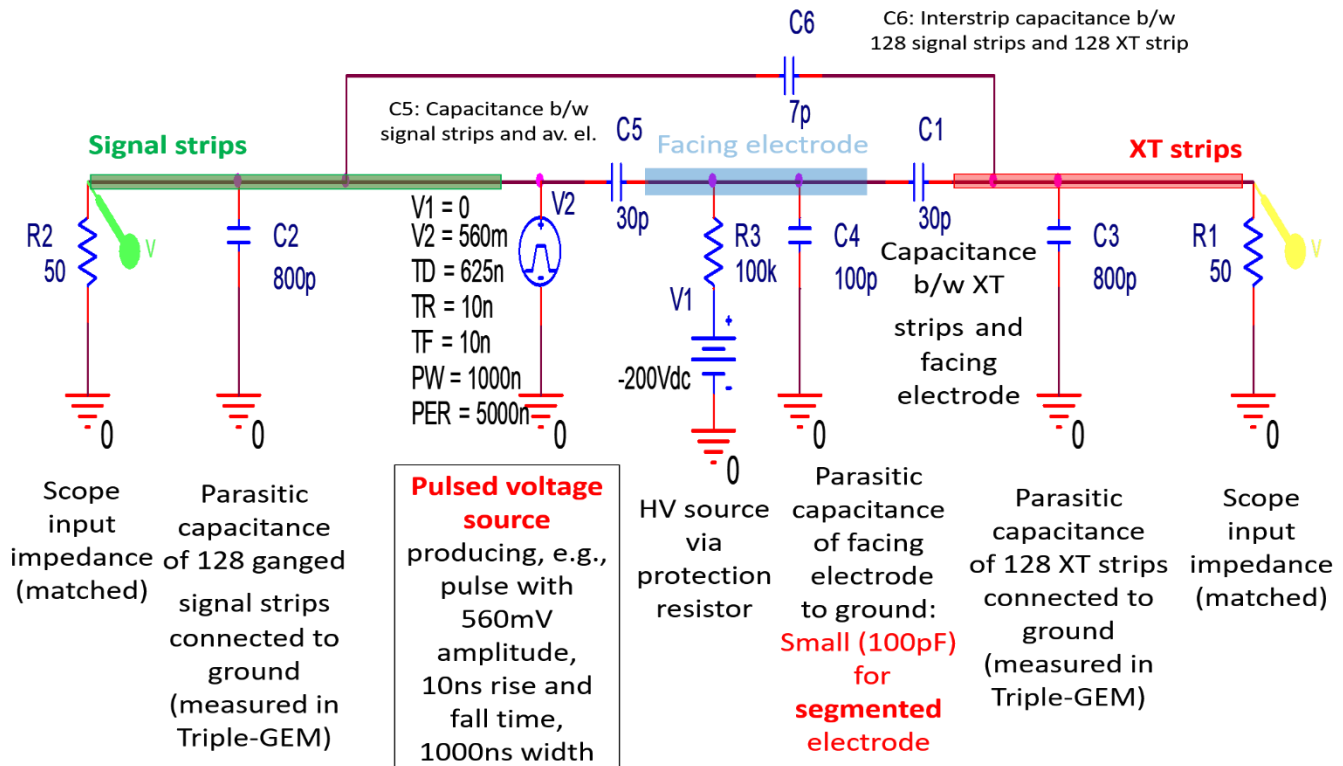 C6
C6: Interstrip capacitance b/w
128 signal strips and 128 XT strip
7p
C5: Capacitance b/w
signal strips and av. el.
C5
C1
Signal strips
Facing electrode
XT strips
30p
30p
V2
V1 = 0
V2 = 560m
TD = 625n
TR = 10n
TF = 10n
PW = 1000n
PER = 5000n
R2
50
V
C2
800p
R3
100k
C4
100p
V1
+
-
-200Vdc
Capacitance
b/w XT
strips and
facing
electrode
C3
800p
R1
50
V
0
0
0
0
0
0
0
Scope
input
impedance
(matched)
Parasitic
capacitance
of 128 ganged
signal strips
connected to
ground
(measured in
Triple-GEM)
Pulsed voltage
source
producing, e.g.,
pulse with
560mV
amplitude,
10ns rise and
fall time,
1000ns width
HV source
via
protection
resistor
Parasitic
capacitance
of facing
electrode
to ground:
Small (100pF)
for
segmented
electrode
Parasitic
capacitance
of 128 XT strips
connected to
ground
(measured in
Triple-GEM)
Scope
input
impedance
(matched)